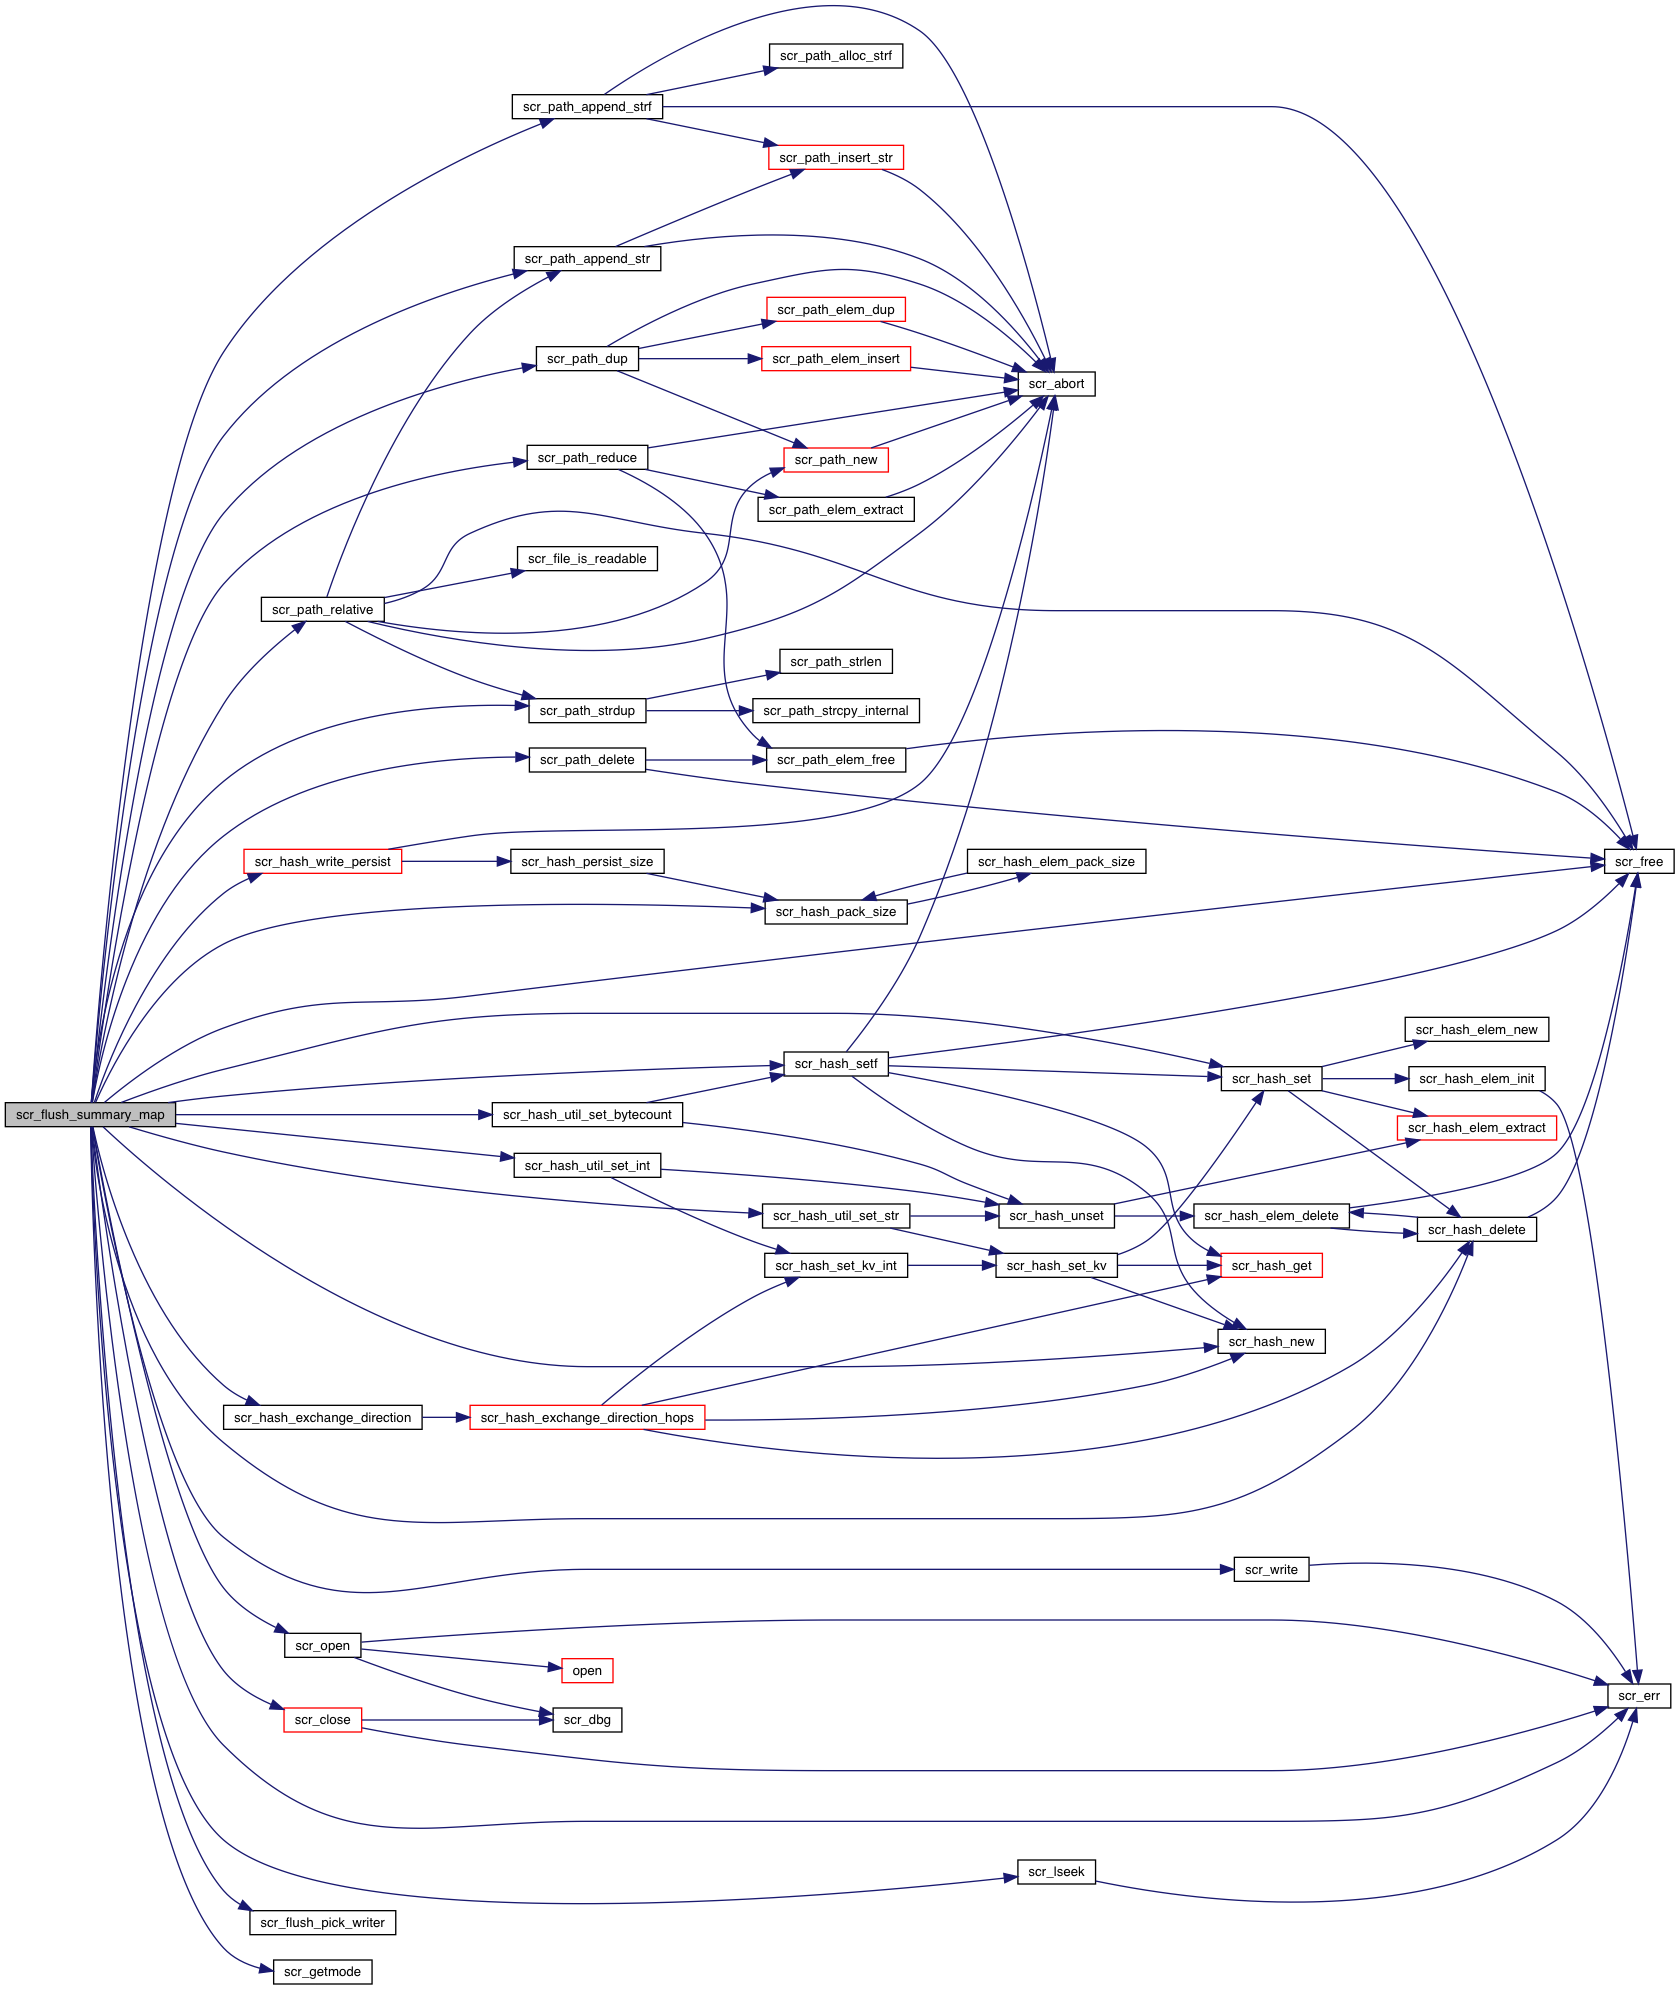 scr_path_alloc_strf
scr_path_append_strf
scr_path_insert_str
scr_path_append_str
scr_path_elem_dup
scr_path_dup
scr_path_elem_insert
scr_abort
scr_path_reduce
scr_path_new
scr_path_elem_extract
scr_file_is_readable
scr_path_relative
scr_path_strlen
scr_path_strdup
scr_path_strcpy_internal
scr_path_delete
scr_path_elem_free
scr_hash_write_persist
scr_hash_persist_size
scr_hash_elem_pack_size
scr_free
scr_hash_pack_size
scr_hash_elem_new
scr_hash_setf
scr_hash_set
scr_hash_elem_init
scr_flush_summary_map
scr_hash_util_set_bytecount
scr_hash_elem_extract
scr_hash_util_set_int
scr_hash_util_set_str
scr_hash_unset
scr_hash_elem_delete
scr_hash_delete
scr_hash_set_kv_int
scr_hash_set_kv
scr_hash_get
scr_hash_new
scr_hash_exchange_direction
scr_hash_exchange_direction_hops
scr_write
scr_open
open
scr_err
scr_close
scr_dbg
scr_lseek
scr_flush_pick_writer
scr_getmode